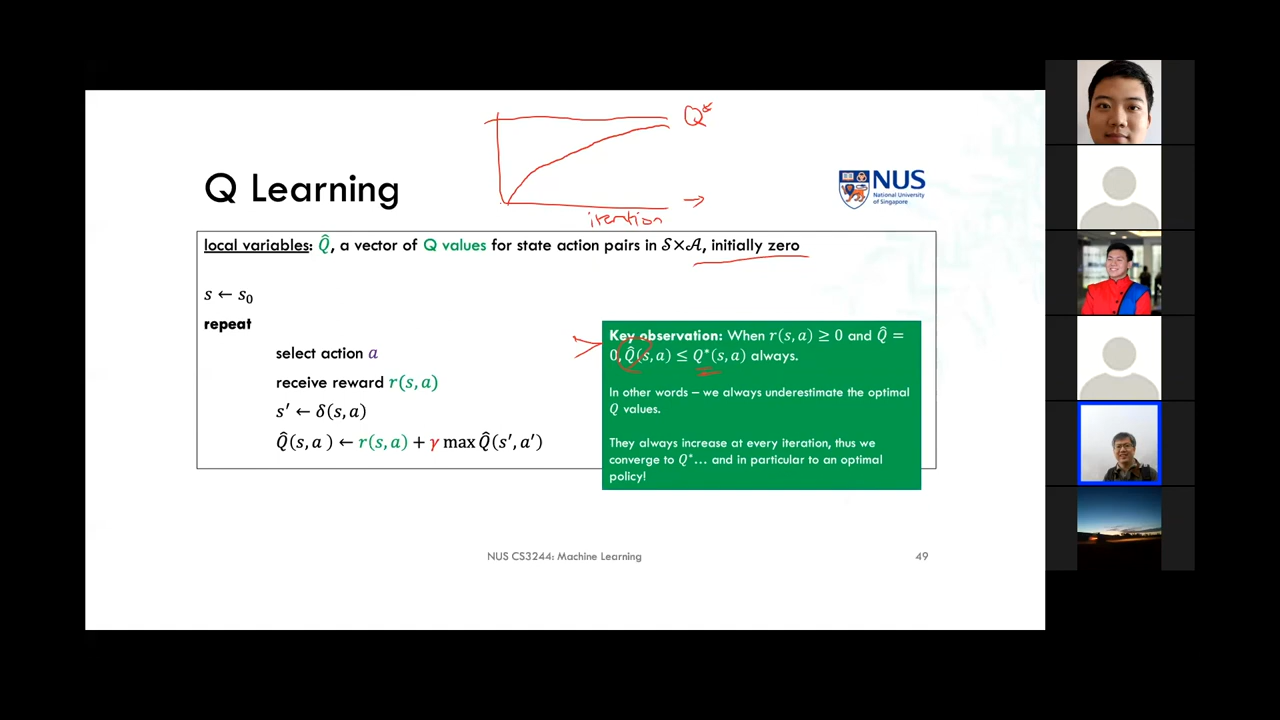 Q*
Q Learning
NUS
National University
of Singapore
iteration
local variables: Q̂, a vector of Q values for state action pairs in 𝒮×𝒜, initially zero
s ← s₀
repeat
select action a
receive reward r(s, a)
s′ ← δ(s, a)
Q̂(s, a ) ← r(s, a) + γ max Q̂(s′, a′)
Key observation: When r(s, a) ≥ 0 and Q̂ =
0, Q̂(s, a) ≤ Q*(s, a) always.
In other words – we always underestimate the optimal
Q values.
They always increase at every iteration, thus we
converge to Q*... and in particular to an optimal
policy!
NUS CS3244: Machine Learning
49